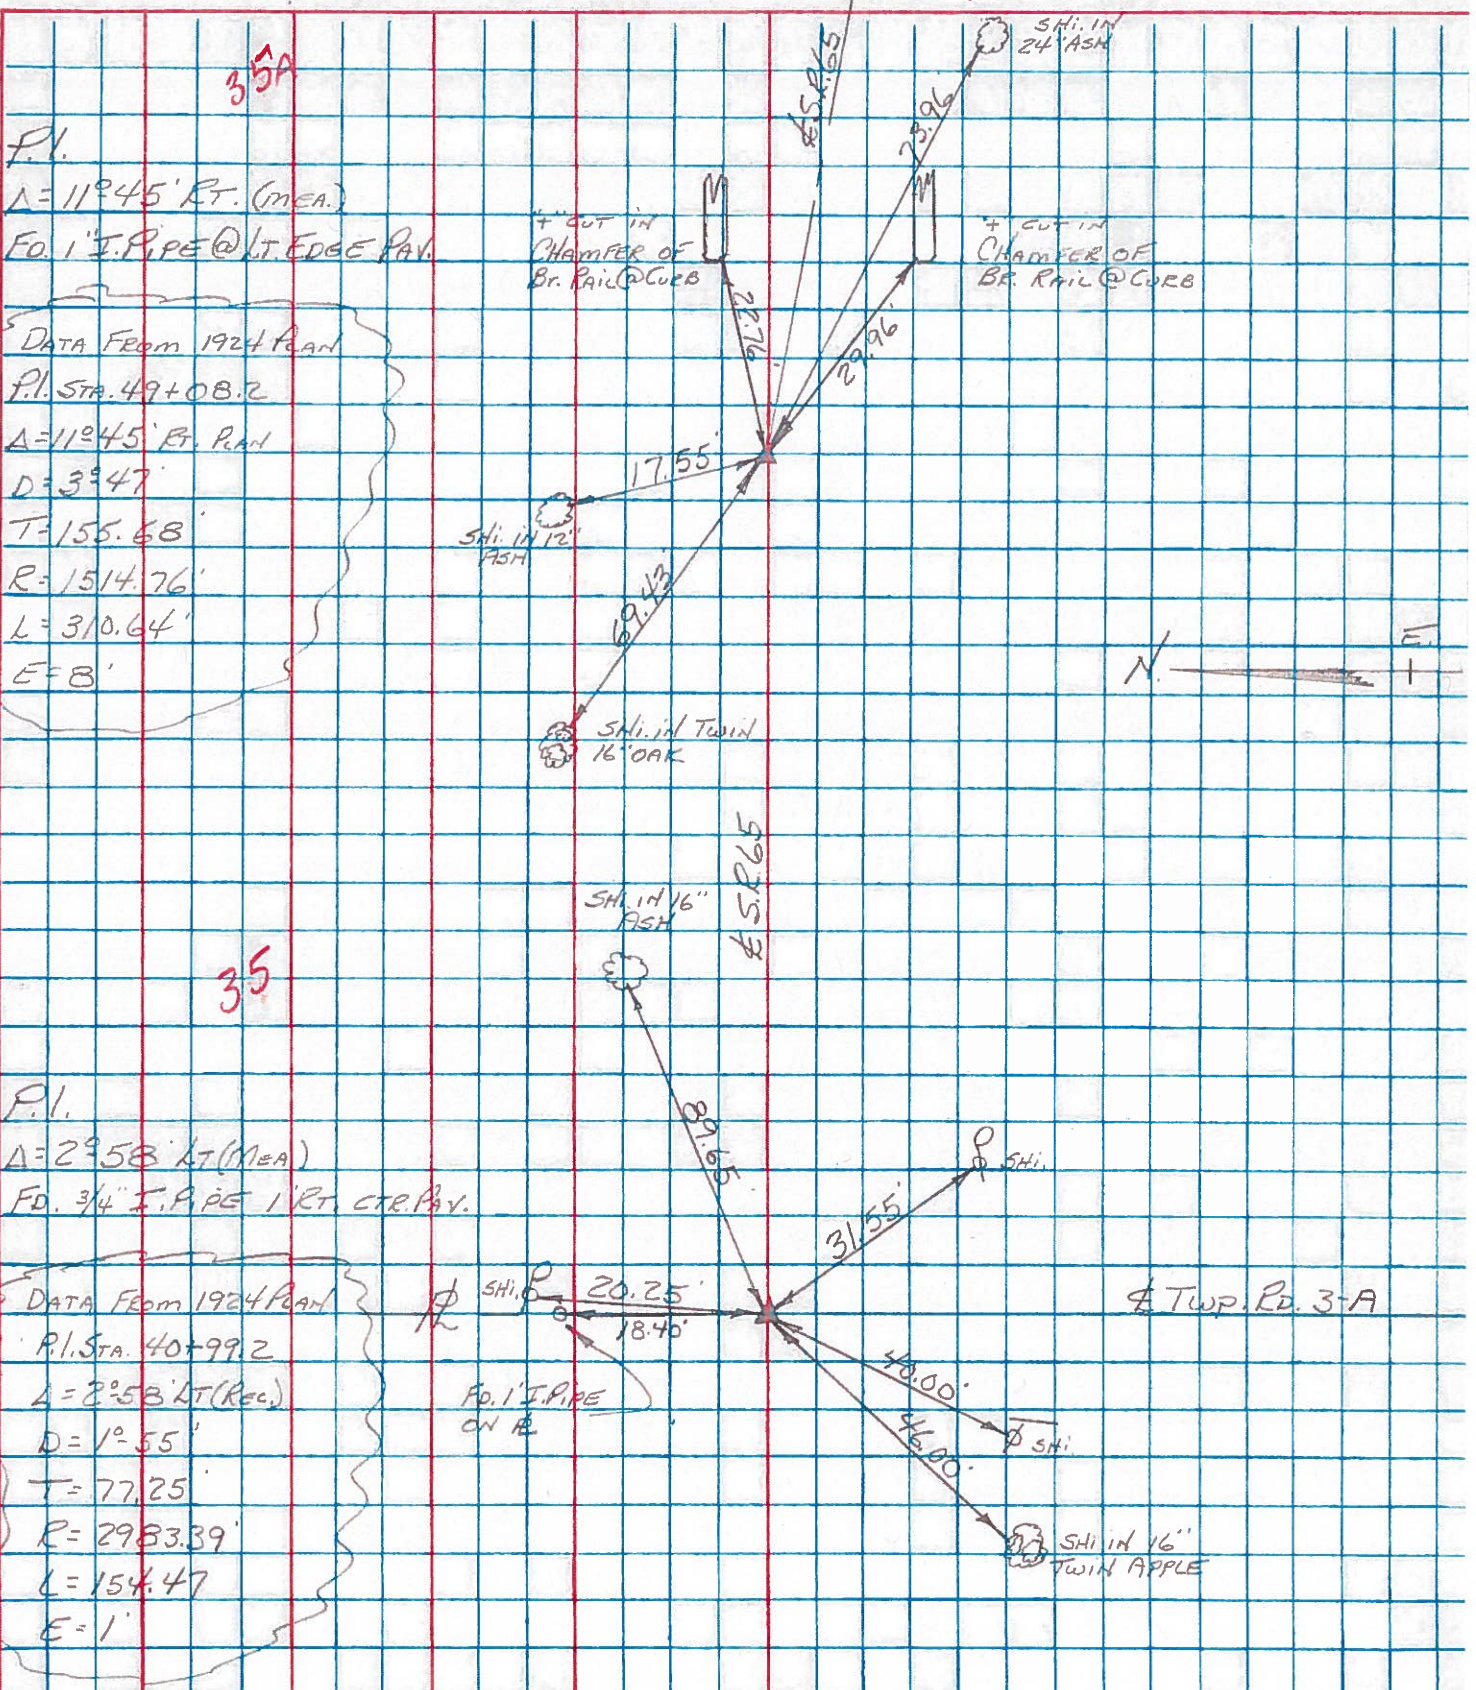 35A
P.I.
Δ=11°45' RT. (MEA.)
FD. 1" I. PIPE @ LT. EDGE PAV.
DATA FROM 1924 PLAN
P.I. STA. 49+08.2
Δ=11°45' RT. PLAN
D=3°47'
T=155.68'
R=1514.76'
L=310.64'
E=8'
℄ S.R. 65
SHI. IN
24" ASH
73.96'
"+" CUT IN
CHAMFER OF
BR. RAIL @ CURB
"+" CUT IN
CHAMFER OF
BR. RAIL @ CURB
22.76'
29.96'
17.55'
SHI. IN 12"
ASH
69.43'
SHI. IN TWIN
16" OAK
N.
E.
℄ S.R. 65
35
P.I.
Δ=2°58' LT (MEA)
FD. 3/4" I. PIPE 1' RT. CTR. PAV.
DATA FROM 1924 PLAN
P.I. STA. 40+99.2
Δ=2°58' LT (REC.)
D=1°-55'
T=77.25'
R=2983.39'
L=154.47
E=1'
SHI. IN 16"
ASH
89.65
SHI.
31.55'
PL
SHI.
20.25'
18.40'
℄ TWP. RD. 3-A
FD. 1" I. PIPE
ON PL
40.00'
SHI.
46.00'
SHI IN 16"
TWIN APPLE